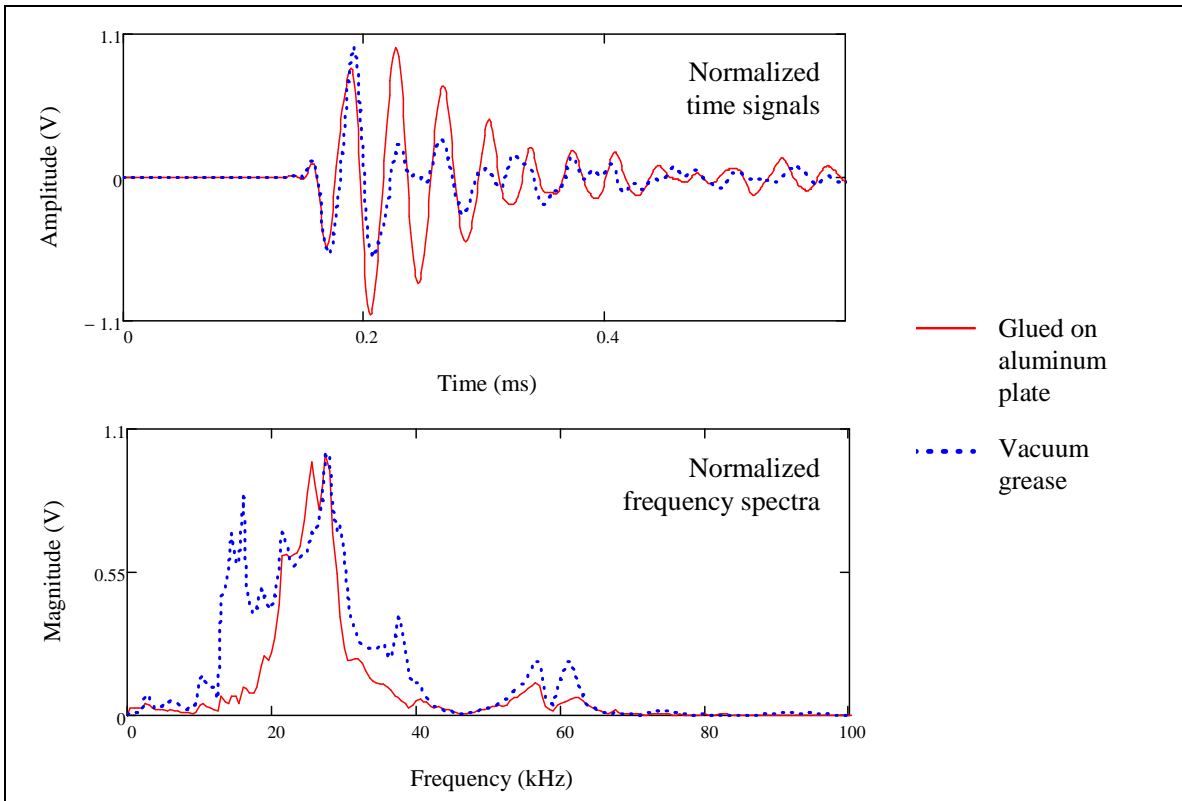 1.1
Normalized
time signals
Amplitude (V)
0
− 1.1
0
0.2
0.4
Time (ms)
Glued on
aluminum
plate
Vacuum
grease
1.1
Normalized
frequency spectra
Magnitude (V)
0.55
0
0
20
40
60
80
100
Frequency (kHz)